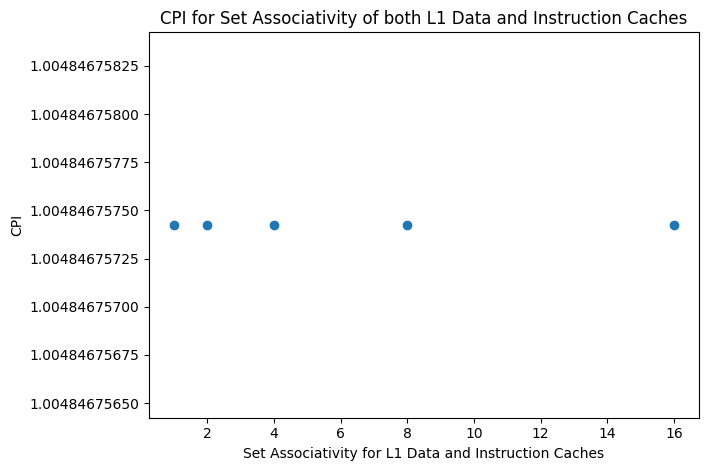 CPI for Set Associativity of both L1 Data and Instruction Caches
1.00484675825
1.00484675800
1.00484675775
1.00484675750
1.00484675725
1.00484675700
1.00484675675
1.00484675650
CPI
2 4 6 8 10 12 14 16
Set Associativity for L1 Data and Instruction Caches